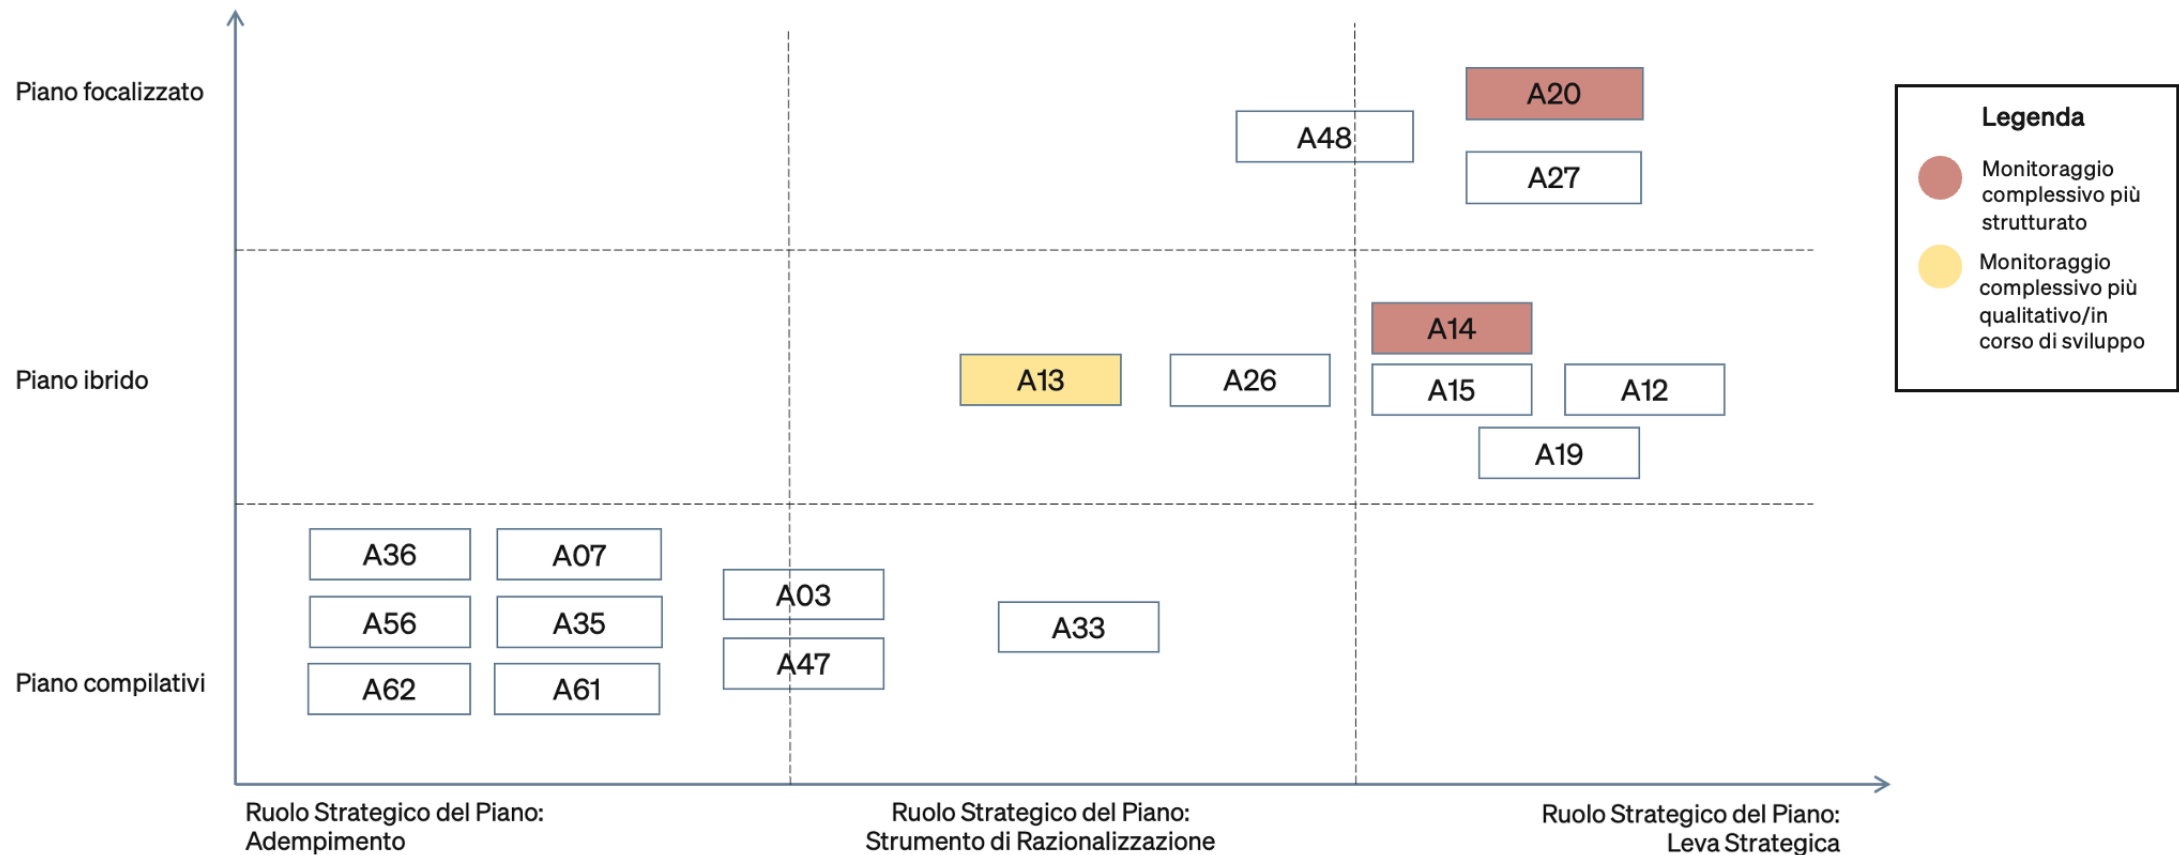 Piano focalizzato
A20
A48
A27
Piano ibrido
A14
A13
A26
A15
A12
A19
Piano compilativi
A36
A07
A03
A56
A35
A33
A47
A62
A61
Ruolo Strategico del Piano:
Adempimento
Ruolo Strategico del Piano:
Strumento di Razionalizzazione
Ruolo Strategico del Piano:
Leva Strategica
Legenda
Monitoraggio
complessivo più
strutturato
Monitoraggio
complessivo più
qualitativo/in
corso di sviluppo